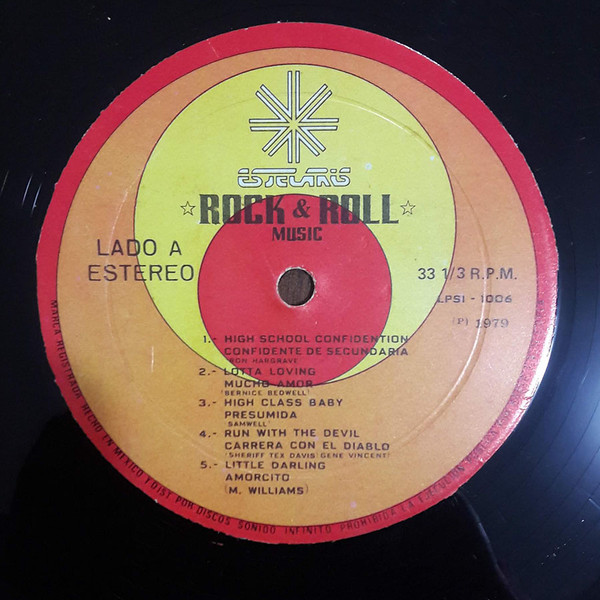 ESTELARIS
☆ ROCK & ROLL ☆
MUSIC
LADO A
ESTEREO
33 1/3 R.P.M.
LPSI - 1006
(P) 1979
1.- HIGH SCHOOL CONFIDENTION
CONFIDENTE DE SECUNDARIA
(RON HARGRAVE
2.- LOTTA LOVING
MUCHO AMOR
(BERNICE BEDWELL)
3.- HIGH CLASS BABY
PRESUMIDA
(SAMWELL)
4.- RUN WITH THE DEVIL
CARRERA CON EL DIABLO
(SHERIFF TEX DAVIS) GENE VINCENT)
5.- LITTLE DARLING
AMORCITO
(M. WILLIAMS)
MARCA REGISTRADA HECHO EN MEXICO POR DISCOS SONIDO INFINITO PROHIBIDA LA